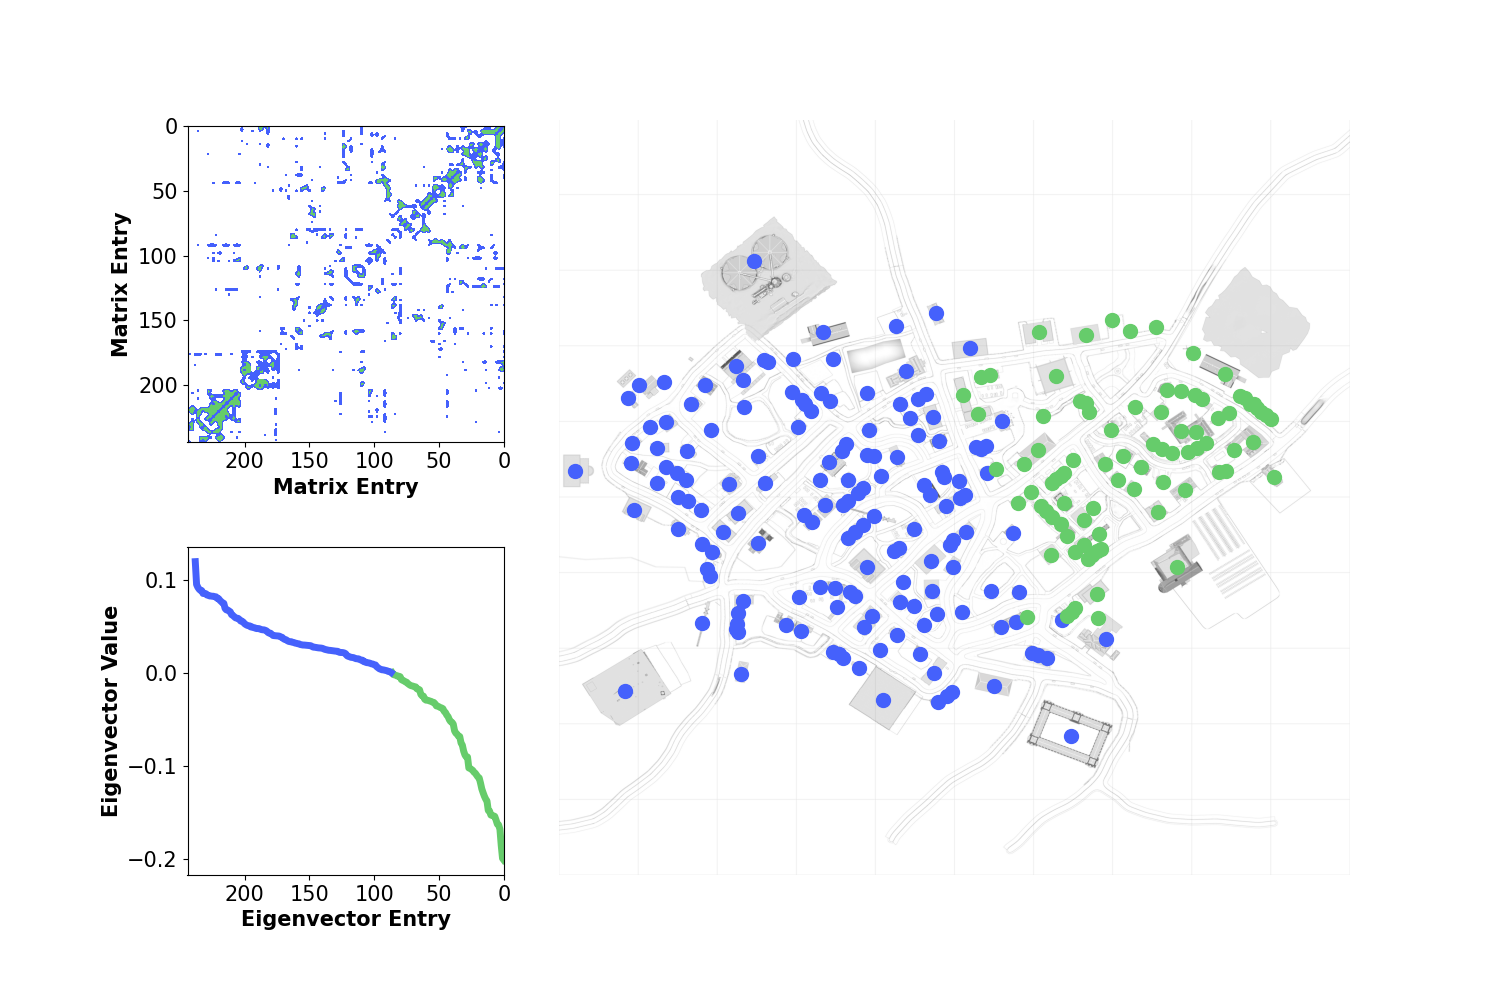 0
50
100
150
200
Matrix Entry
200 150 100 50 0
Matrix Entry
0.1
0.0
−0.1
−0.2
Eigenvector Value
200 150 100 50 0
Eigenvector Entry